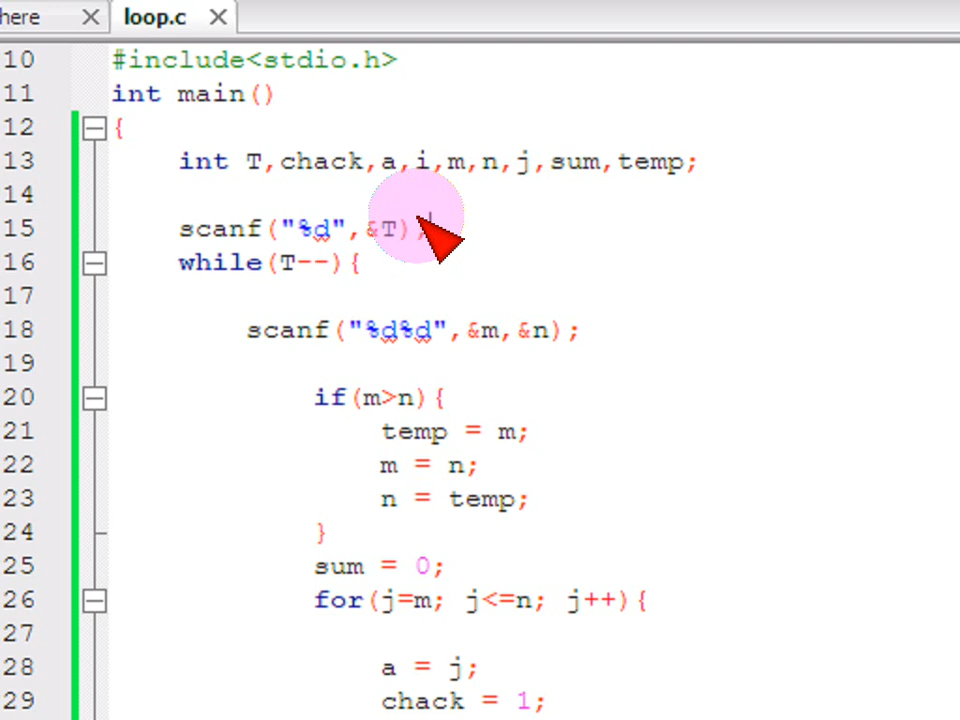 here
loop.c
10 #include<stdio.h>
11 int main()
12 {
13 int T,chack,a,i,m,n,j,sum,temp;
14
15 scanf("%d",&T);
16 while(T--){
17
18 scanf("%d%d",&m,&n);
19
20 if(m>n){
21 temp = m;
22 m = n;
23 n = temp;
24 }
25 sum = 0;
26 for(j=m; j<=n; j++){
27
28 a = j;
29 chack = 1;